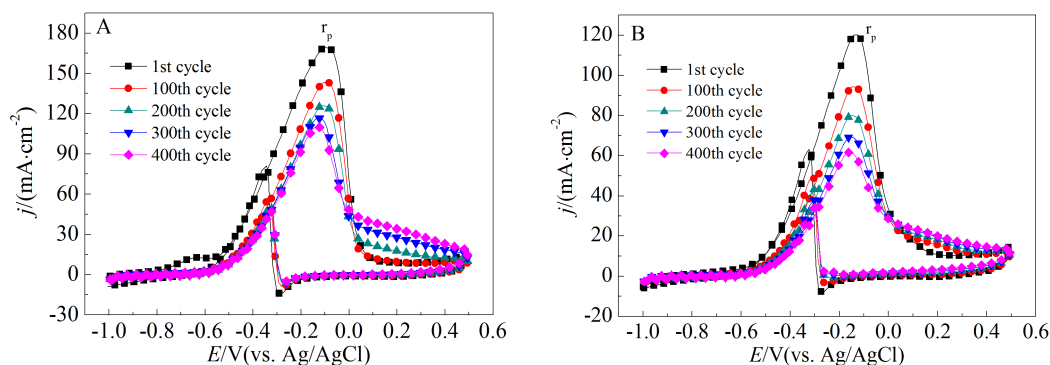 A
r_p
1st cycle
100th cycle
200th cycle
300th cycle
400th cycle
180
150
120
90
60
30
0
-30
j/(mA·cm⁻²)
-1.0 -0.8 -0.6 -0.4 -0.2 0.0 0.2 0.4 0.6
E/V(vs. Ag/AgCl)
B
r_p
1st cycle
100th cycle
200th cycle
300th cycle
400th cycle
120
100
80
60
40
20
0
-20
j/(mA·cm⁻²)
-1.0 -0.8 -0.6 -0.4 -0.2 0.0 0.2 0.4 0.6
E/V(vs. Ag/AgCl)